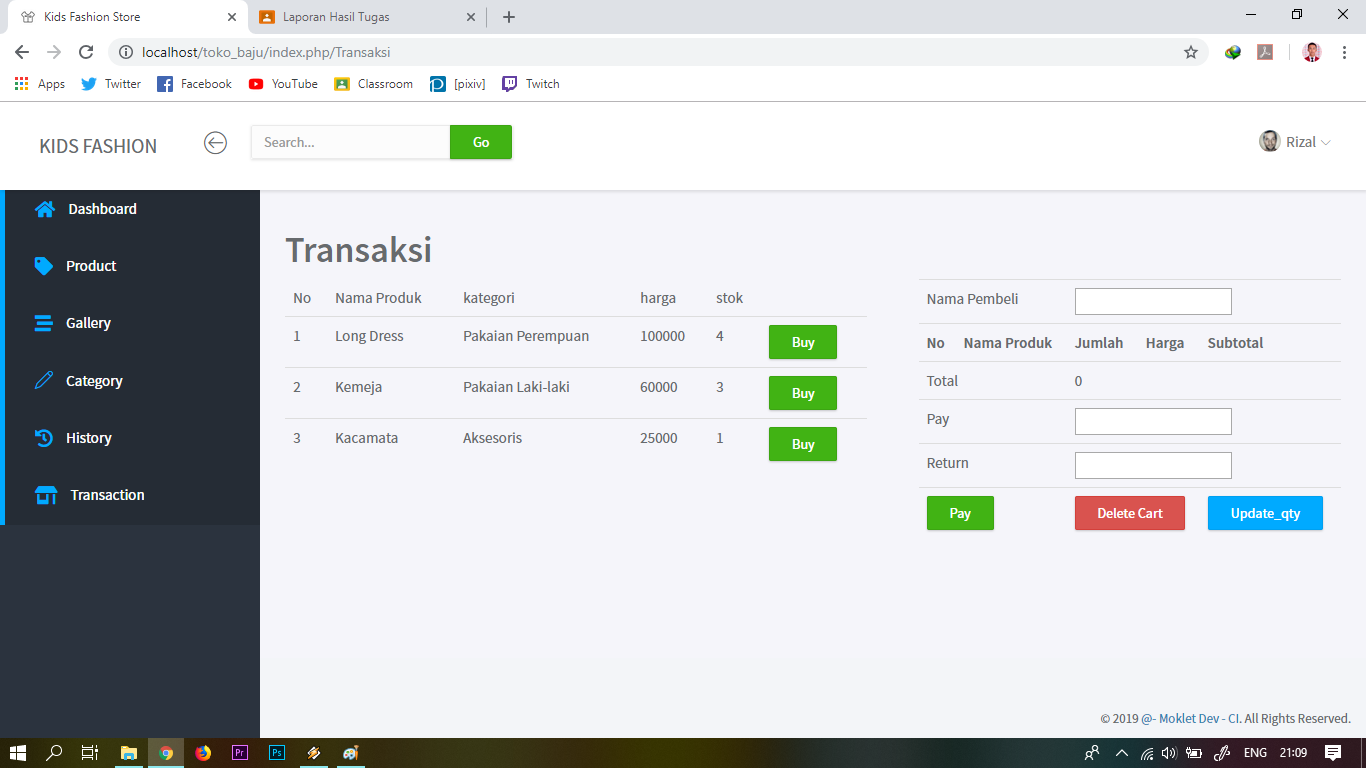 Kids Fashion Store
Laporan Hasil Tugas
localhost/toko_baju/index.php/Transaksi
Apps Twitter Facebook YouTube Classroom [pixiv] Twitch
KIDS FASHION
Search...
Go
Rizal
Dashboard
Product
Gallery
Category
History
Transaction
Transaksi
No Nama Produk kategori harga stok
1 Long Dress Pakaian Perempuan 100000 4 Buy
2 Kemeja Pakaian Laki-laki 60000 3 Buy
3 Kacamata Aksesoris 25000 1 Buy
Nama Pembeli
No Nama Produk Jumlah Harga Subtotal
Total 0
Pay
Return
Pay Delete Cart Update_qty
© 2019 @- Moklet Dev - CI. All Rights Reserved.
Pr
Ps
ENG 21:09